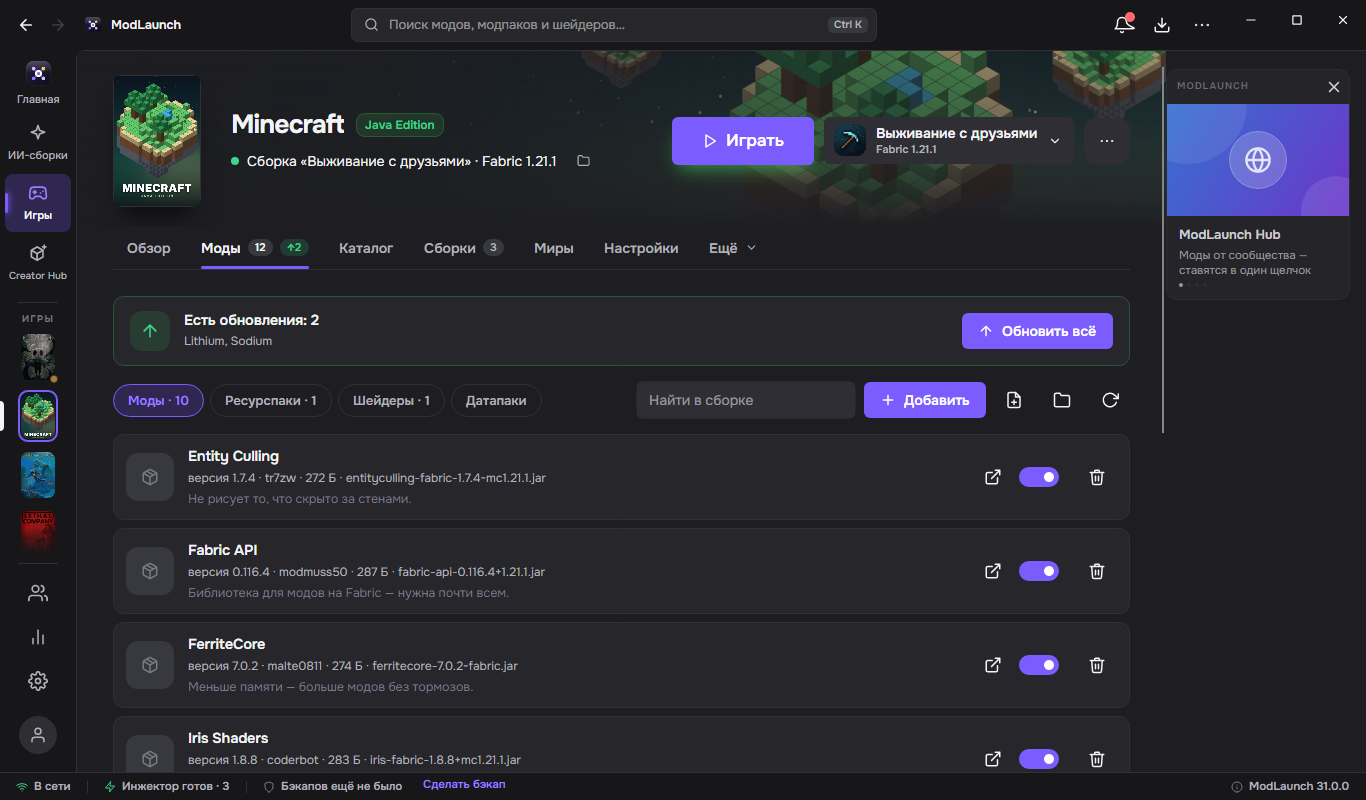 ModLaunch
Поиск модов, модпаков и шейдеров…
Ctrl K
Главная
ИИ-сборки
Игры
Creator Hub
ИГРЫ
MINECRAFT
MINECRAFT
Minecraft
Java Edition
Сборка «Выживание с друзьями» · Fabric 1.21.1
Играть
Выживание с друзьями
Fabric 1.21.1
MODLAUNCH
ModLaunch Hub
Моды от сообщества —
ставятся в один щелчок
Обзор
Моды 12 ↑2
Каталог
Сборки 3
Миры
Настройки
Ещё
Есть обновления: 2
Lithium, Sodium
Обновить всё
Моды · 10
Ресурспаки · 1
Шейдеры · 1
Датапаки
Найти в сборке
Добавить
Entity Culling
версия 1.7.4 · tr7zw · 272 Б · entityculling-fabric-1.7.4-mc1.21.1.jar
Не рисует то, что скрыто за стенами.
Fabric API
версия 0.116.4 · modmuss50 · 287 Б · fabric-api-0.116.4+1.21.1.jar
Библиотека для модов на Fabric — нужна почти всем.
FerriteCore
версия 7.0.2 · malte0811 · 274 Б · ferritecore-7.0.2-fabric.jar
Меньше памяти — больше модов без тормозов.
Iris Shaders
версия 1.8.8 · coderbot · 283 Б · iris-fabric-1.8.8+mc1.21.1.jar
В сети
Инжектор готов · 3
Бэкапов ещё не было
Сделать бэкап
ModLaunch 31.0.0